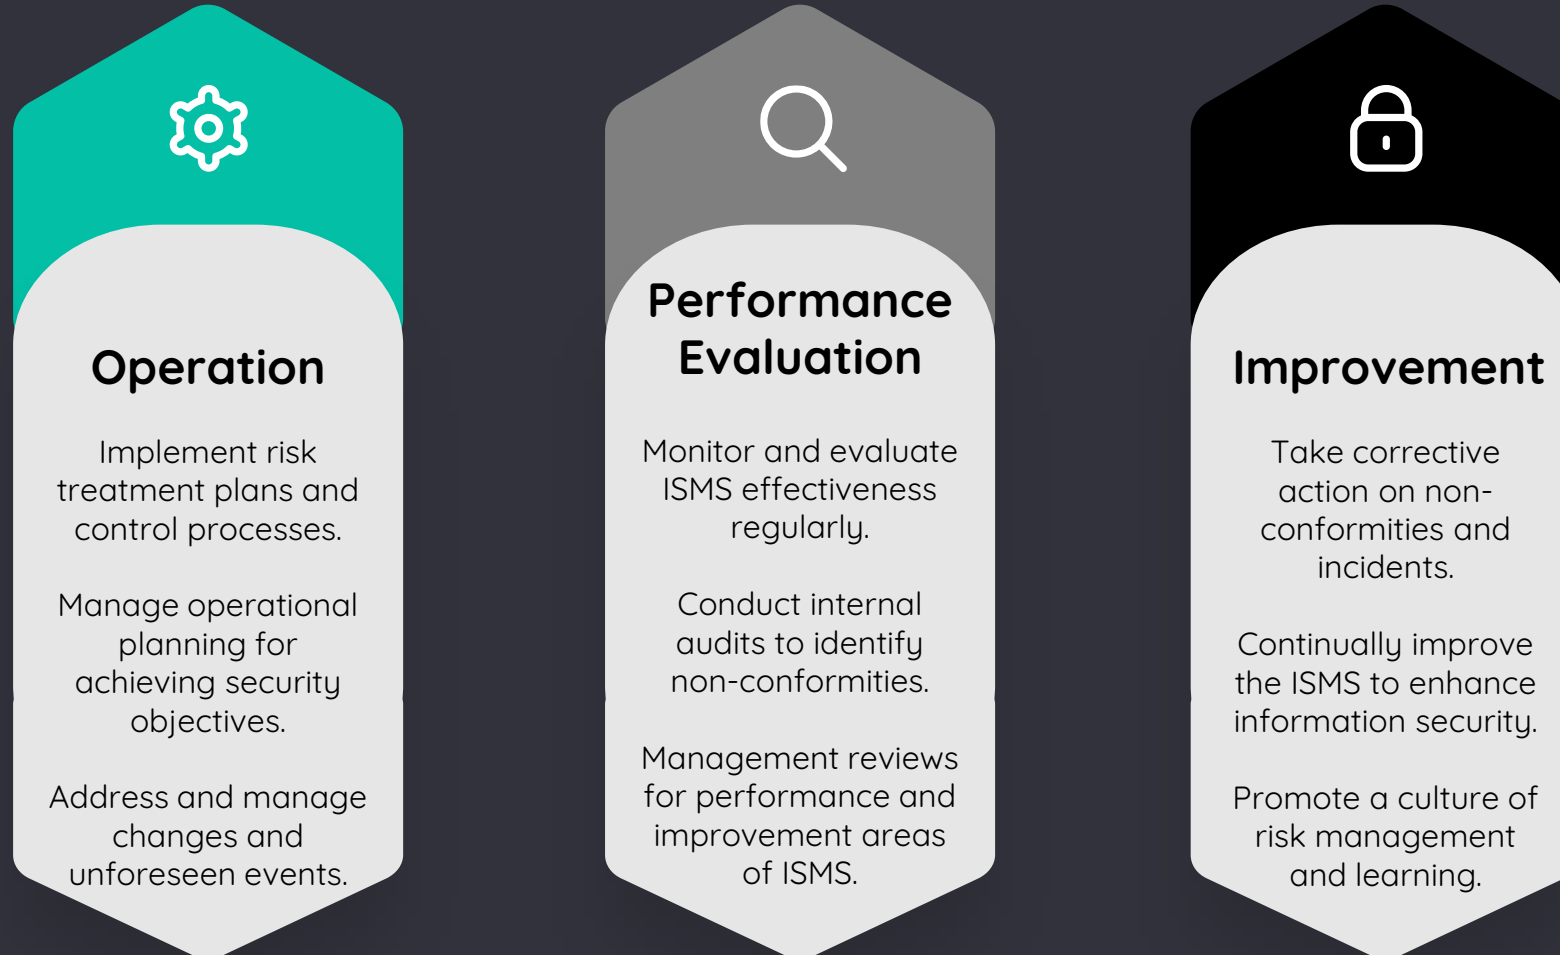 Operation
Implement risk
treatment plans and
control processes.
Manage operational
planning for
achieving security
objectives.
Address and manage
changes and
unforeseen events.
Performance
Evaluation
Monitor and evaluate
ISMS effectiveness
regularly.
Conduct internal
audits to identify
non-conformities.
Management reviews
for performance and
improvement areas
of ISMS.
Improvement
Take corrective
action on non-
conformities and
incidents.
Continually improve
the ISMS to enhance
information security.
Promote a culture of
risk management
and learning.